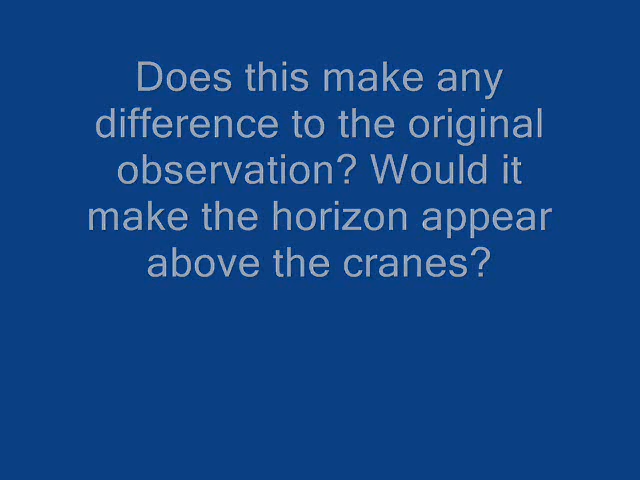 Does this make any
difference to the original
observation? Would it
make the horizon appear
above the cranes?